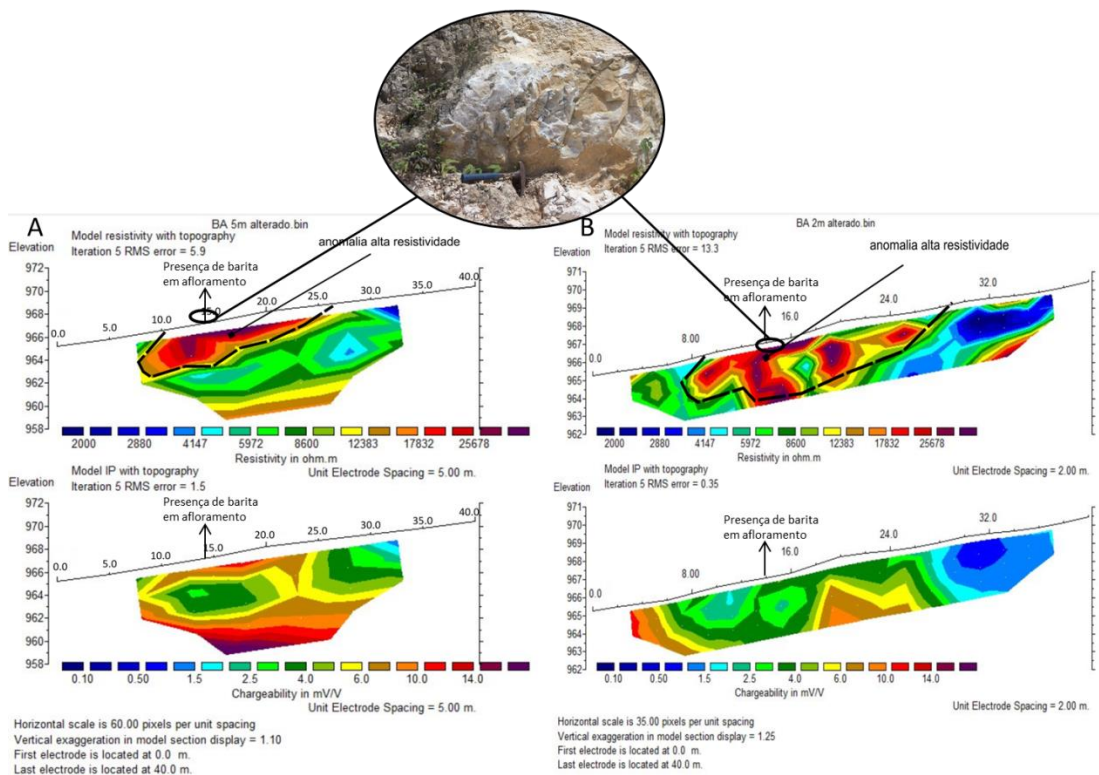 A
BA 5m alterado.bin
Model resistivity with topography
Iteration 5 RMS error = 5.9
anomalia alta resistividade
Elevation
Presença de barita
em afloramento
972
970
968
966
964
962
960
958
0.0
5.0
10.0
15.0
20.0
25.0
30.0
35.0
40.0
2000
2880
4147
5972
8600
12383
17832
25678
Resistivity in ohm.m
Unit Electrode Spacing = 5.00 m.
Model IP with topography
Iteration 5 RMS error = 1.5
Elevation
Presença de barita
em afloramento
972
970
968
966
964
962
960
958
0.0
5.0
10.0
15.0
20.0
25.0
30.0
35.0
40.0
0.10
0.50
1.5
2.5
4.0
6.0
10.0
14.0
Chargeability in mV/V
Unit Electrode Spacing = 5.00 m.
Horizontal scale is 60.00 pixels per unit spacing
Vertical exaggeration in model section display = 1.10
First electrode is located at 0.0 m.
Last electrode is located at 40.0 m.
B
BA 2m alterado.bin
Model resistivity with topography
Iteration 5 RMS error = 13.3
anomalia alta resistividade
Elevation
Presença de barita
em afloramento
971
970
969
968
967
966
965
964
963
962
0.0
8.00
16.0
24.0
32.0
2000
2880
4147
5972
8600
12383
17832
25678
Resistivity in ohm.m
Unit Electrode Spacing = 2.00 m.
Model IP with topography
Iteration 5 RMS error = 0.35
Elevation
Presença de barita
em afloramento
971
970
969
968
967
966
965
964
963
962
0.0
8.00
16.0
24.0
32.0
0.10
0.50
1.5
2.5
4.0
6.0
10.0
14.0
Chargeability in mV/V
Unit Electrode Spacing = 2.00 m.
Horizontal scale is 35.00 pixels per unit spacing
Vertical exaggeration in model section display = 1.25
First electrode is located at 0.0 m.
Last electrode is located at 40.0 m.